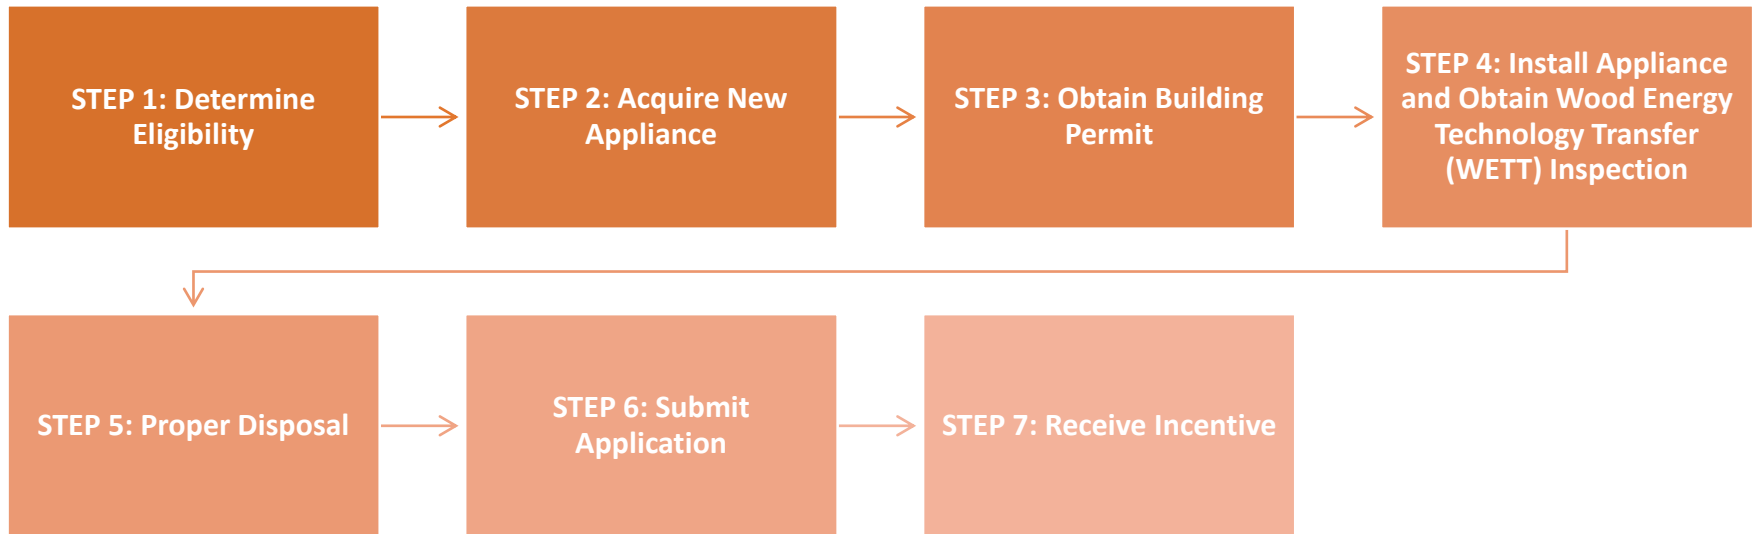 STEP 1: Determine
Eligibility
STEP 2: Acquire New
Appliance
STEP 3: Obtain Building
Permit
STEP 4: Install Appliance
and Obtain Wood Energy
Technology Transfer
(WETT) Inspection
STEP 5: Proper Disposal
STEP 6: Submit
Application
STEP 7: Receive Incentive